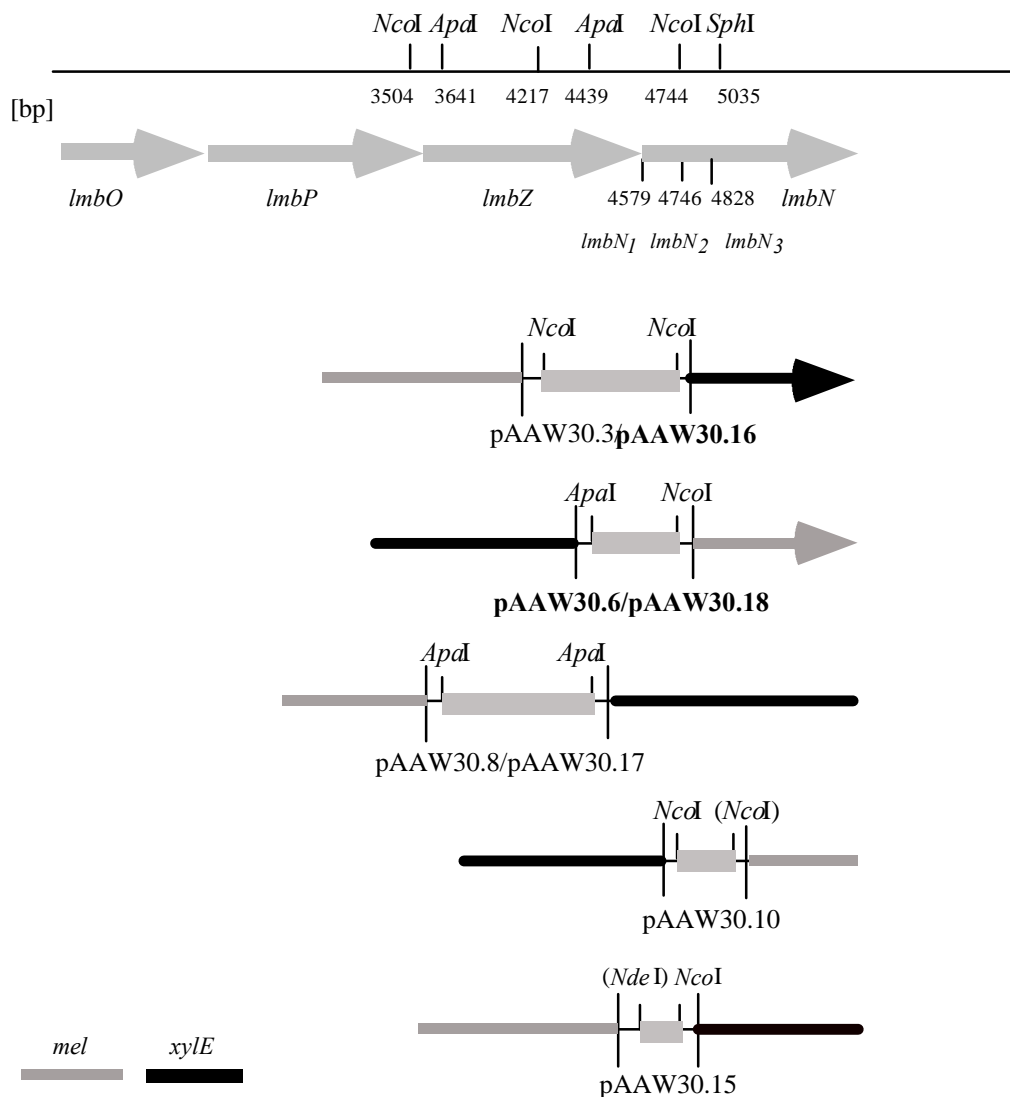 NcoI ApaI NcoI ApaI NcoI SphI
3504 3641 4217 4439 4744 5035
[bp]
lmbO lmbP lmbZ 4579 4746 4828 lmbN
lmbN1 lmbN2 lmbN3
NcoI NcoI
pAAW30.3/pAAW30.16
ApaI NcoI
pAAW30.6/pAAW30.18
ApaI ApaI
pAAW30.8/pAAW30.17
NcoI (NcoI)
pAAW30.10
(NdeI) NcoI
mel xylE
pAAW30.15